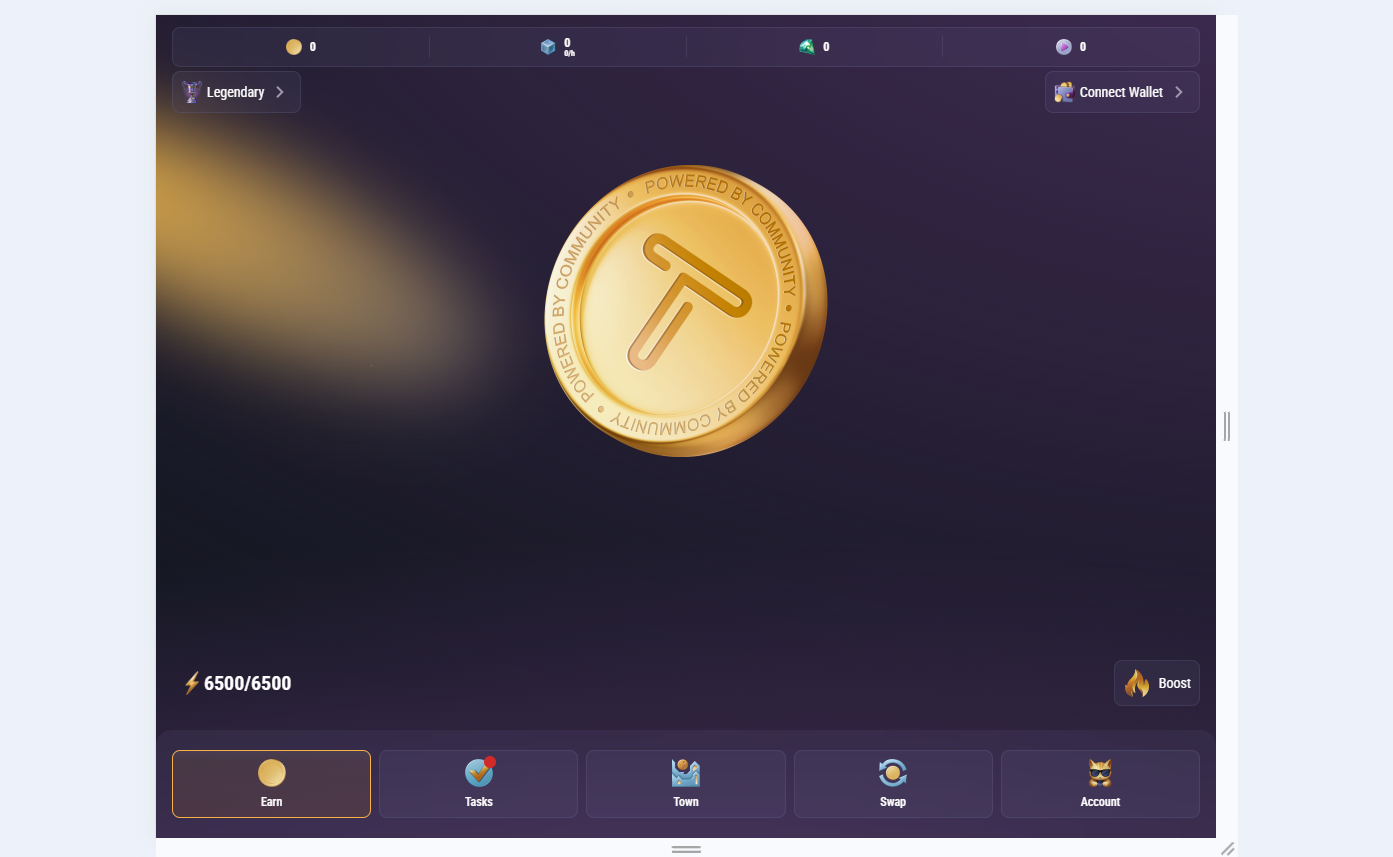 0
0
0/h
0
0
Legendary
Connect Wallet
POWERED BY COMMUNITY • POWERED BY COMMUNITY • POWERED BY COMMUNITY •
6500/6500
Boost
Earn
Tasks
Town
Swap
Account